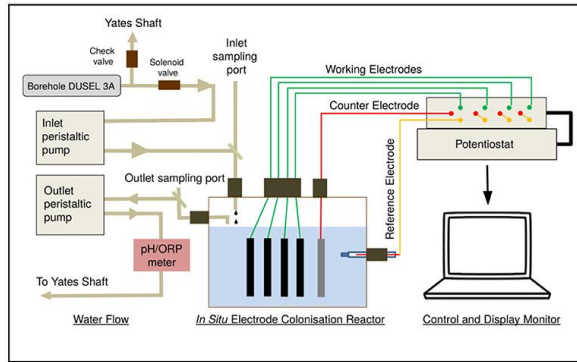 Yates Shaft
Inlet
sampling
port
Check
valve
Solenoid
valve
Borehole DUSEL 3A
Working Electrodes
Counter Electrode
Inlet
peristaltic
pump
Potentiostat
Reference Electrode
Outlet sampling port
Outlet
peristaltic
pump
pH/ORP
meter
To Yates Shaft
Water Flow
In Situ Electrode Colonisation Reactor
Control and Display Monitor